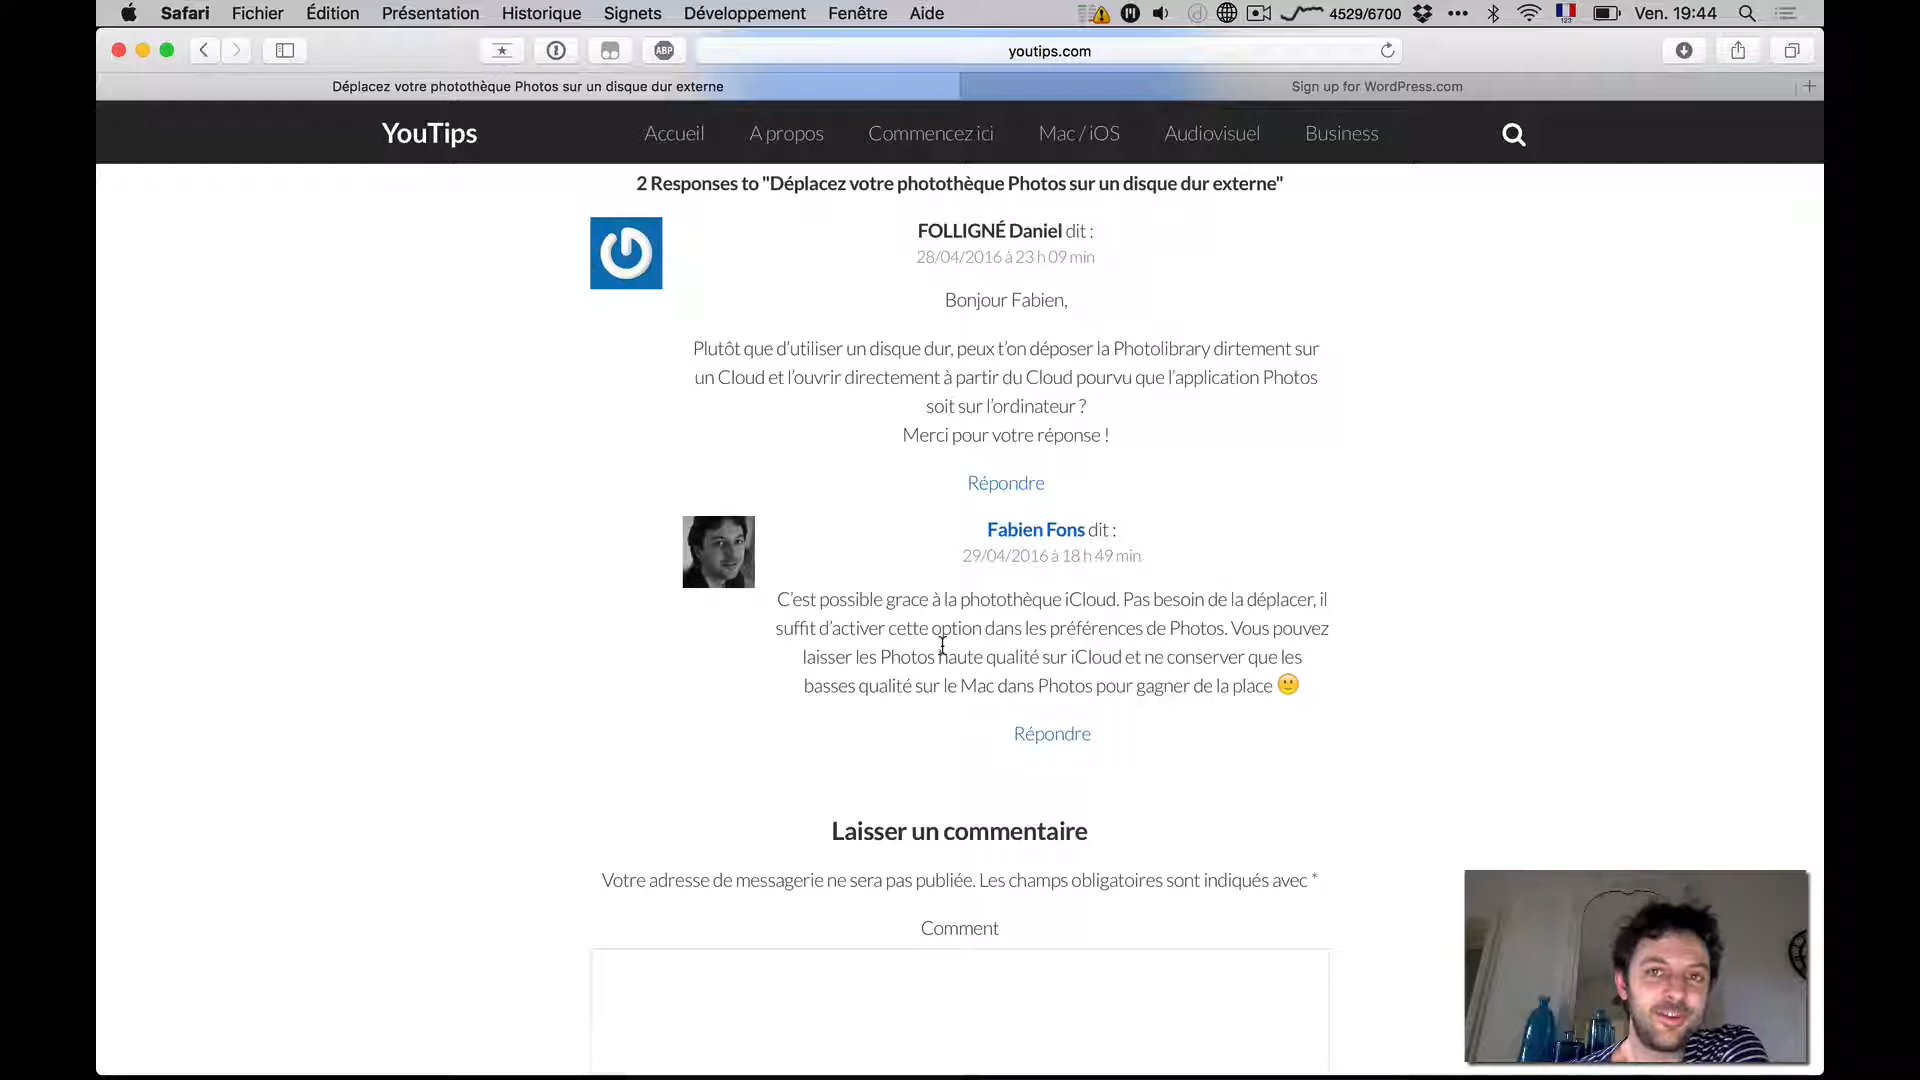 Safari Fichier Édition Présentation Historique Signets Développement Fenêtre Aide 4529/6700 Ven. 19:44
ABP youtips.com
Déplacez votre photothèque Photos sur un disque dur externe Sign up for WordPress.com
YouTips Accueil A propos Commencez ici Mac / iOS Audiovisuel Business
2 Responses to "Déplacez votre photothèque Photos sur un disque dur externe"
FOLLIGNÉ Daniel dit :
28/04/2016 à 23 h 09 min
Bonjour Fabien,
Plutôt que d'utiliser un disque dur, peux t'on déposer la Photolibrary dirtement sur
un Cloud et l'ouvrir directement à partir du Cloud pourvu que l'application Photos
soit sur l'ordinateur ?
Merci pour votre réponse !
Répondre
Fabien Fons dit :
29/04/2016 à 18 h 49 min
C'est possible grace à la photothèque iCloud. Pas besoin de la déplacer, il
suffit d'activer cette option dans les préférences de Photos. Vous pouvez
laisser les Photos haute qualité sur iCloud et ne conserver que les
basses qualité sur le Mac dans Photos pour gagner de la place 🙂
Répondre
Laisser un commentaire
Votre adresse de messagerie ne sera pas publiée. Les champs obligatoires sont indiqués avec *
Comment